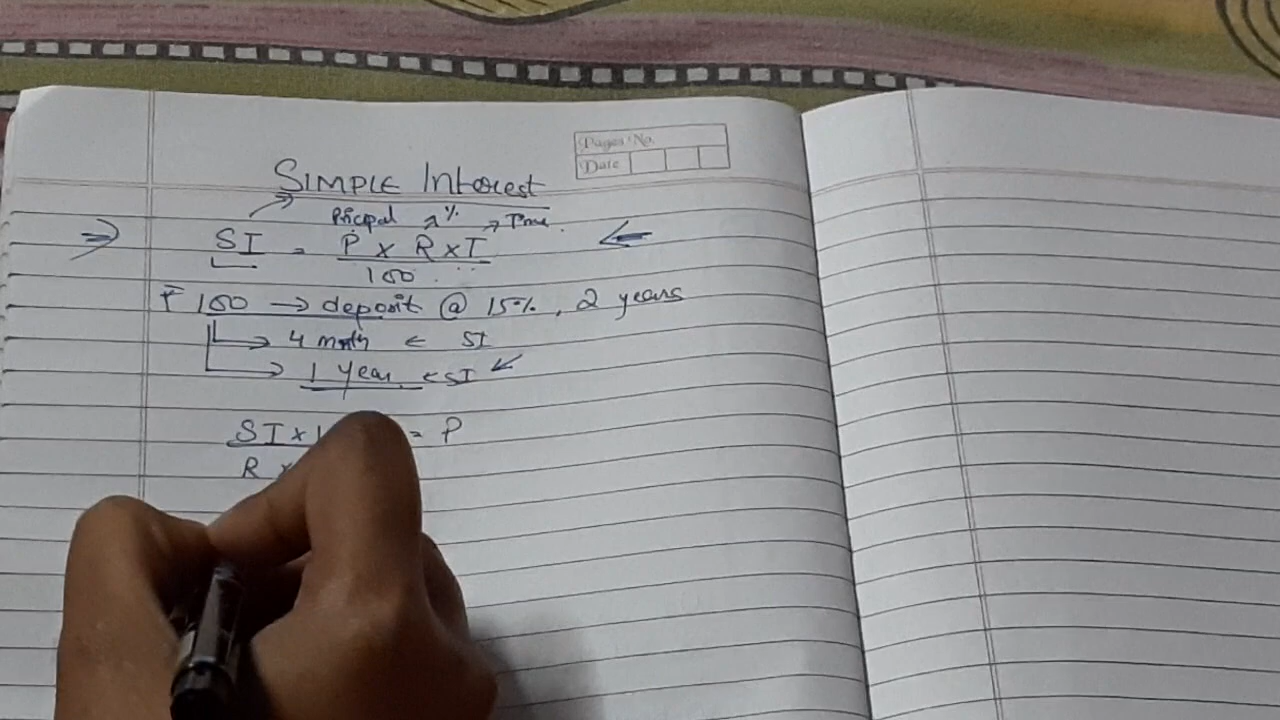 Pages No.
Date
SIMPLE Interest
Pricipal % → Time
SI = P x R x T
100
₹ 100 → deposit @ 15%, 2 years
→ 4 month ← SI
→ 1 year ← SI
SI x = P
R x